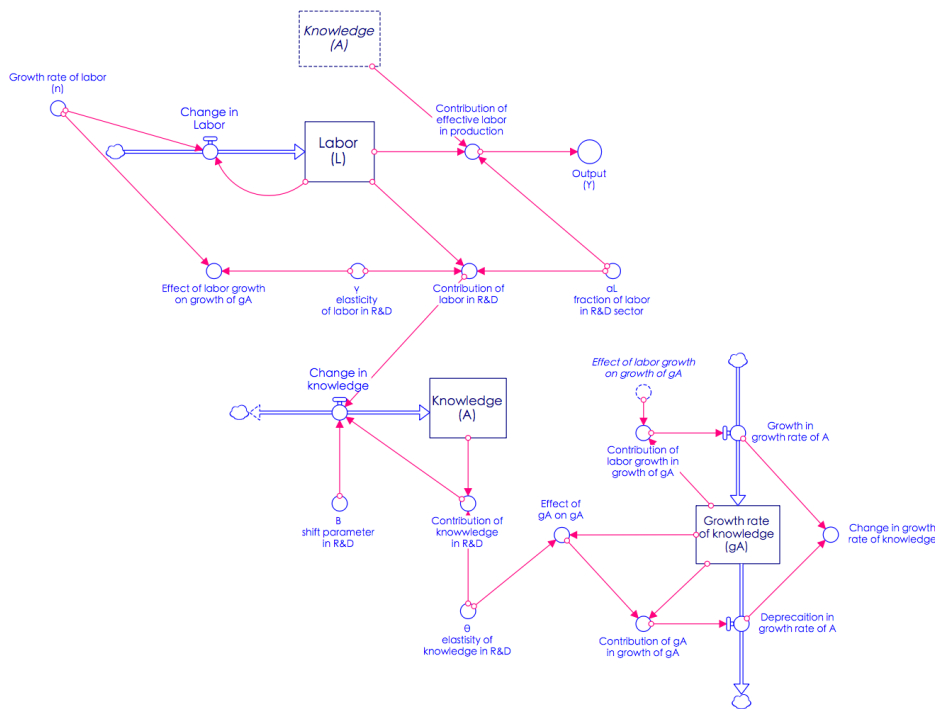 Knowledge
(A)
Growth rate of labor
(n)
Change in
Labor
Contribution of
effective labor
in production
Labor
(L)
Output
(Y)
Effect of labor growth
on growth of gA
γ
elasticity
of labor in R&D
Contribution of
labor in R&D
αL
fraction of labor
in R&D sector
Change in
knowledge
Knowledge
(A)
Effect of labor growth
on growth of gA
Growth in
growth rate of A
Contribution of
labor growth in
growth of gA
B
shift parameter
in R&D
Contribution of
knowwledge
in R&D
Effect of
gA on gA
Growth rate
of knowledge
(gA)
Change in growth
rate of knowledge
θ
elastisity of
knowledge in R&D
Contribution of gA
in growth of gA
Deprecaition in
growth rate of A